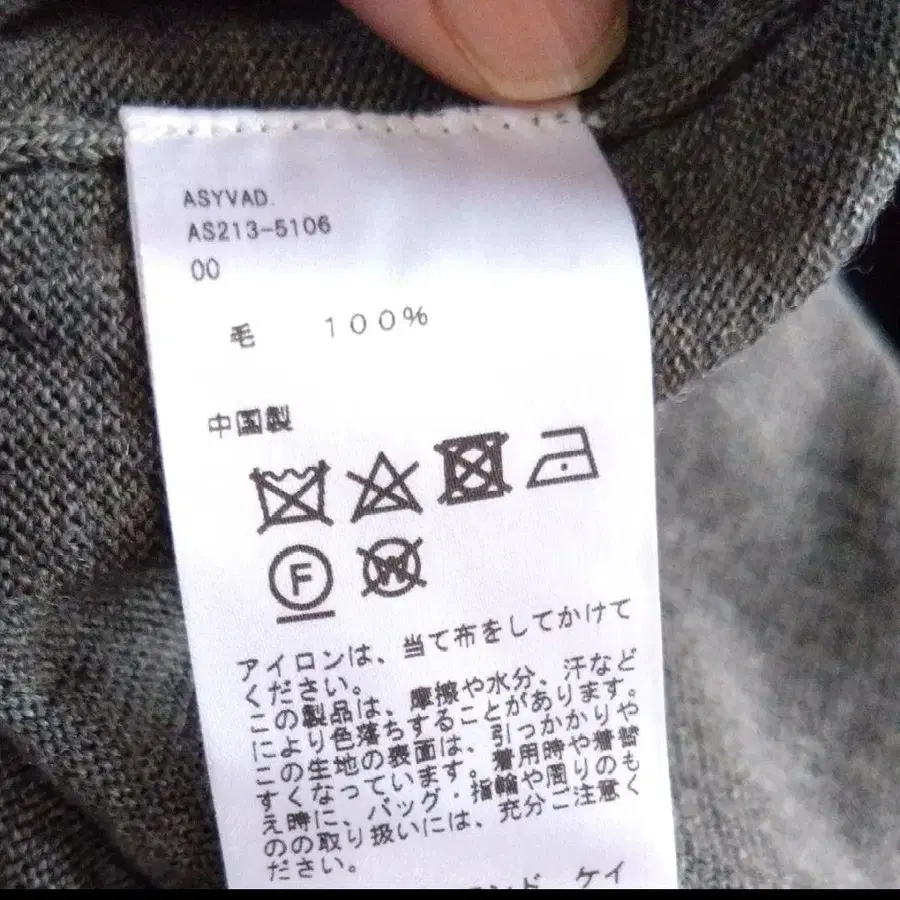 ASYVAD.
AS213-5106
00
毛 100%
中国製
F
W
アイロンは、当て布をしてかけて
ください。
この製品は、摩擦や水分、汗など
により色落ちすることがあります。
この生地の表面は、引っかかりや
すくなっています。着用時や着替
え時に、バッグ・指輪や周りのも
のの取り扱いには、充分ご注意く
ださい。
ンド ケイ